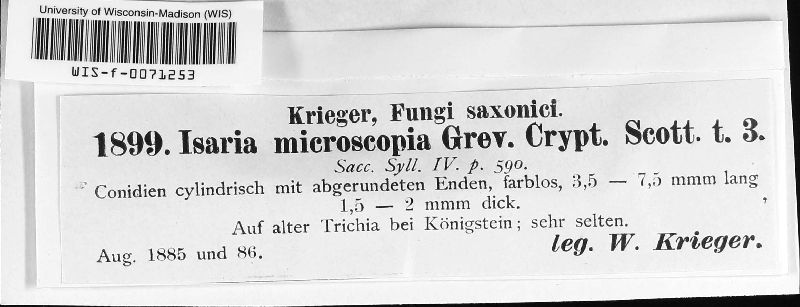 University of Wisconsin-Madison (WIS)
WIS-f-0071253
Krieger, Fungi saxonici.
1899. Isaria microscopia Grev. Crypt. Scott. t. 3.
Sacc. Syll. IV. p. 590.
Conidien cylindrisch mit abgerundeten Enden, farblos, 3,5 — 7,5 mmm lang,
1,5 — 2 mmm dick.
Auf alter Trichia bei Königstein; sehr selten.
Aug. 1885 und 86.
leg. W. Krieger.